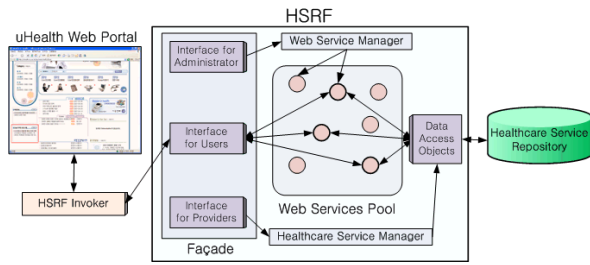 HSRF
uHealth Web Portal
Interface for
Administrator
Web Service Manager
Interface
for Users
Data
Access
Objects
Healthcare Service
Repository
HSRF Invoker
Interface
for Providers
Web Services Pool
Façade
Healthcare Service Manager